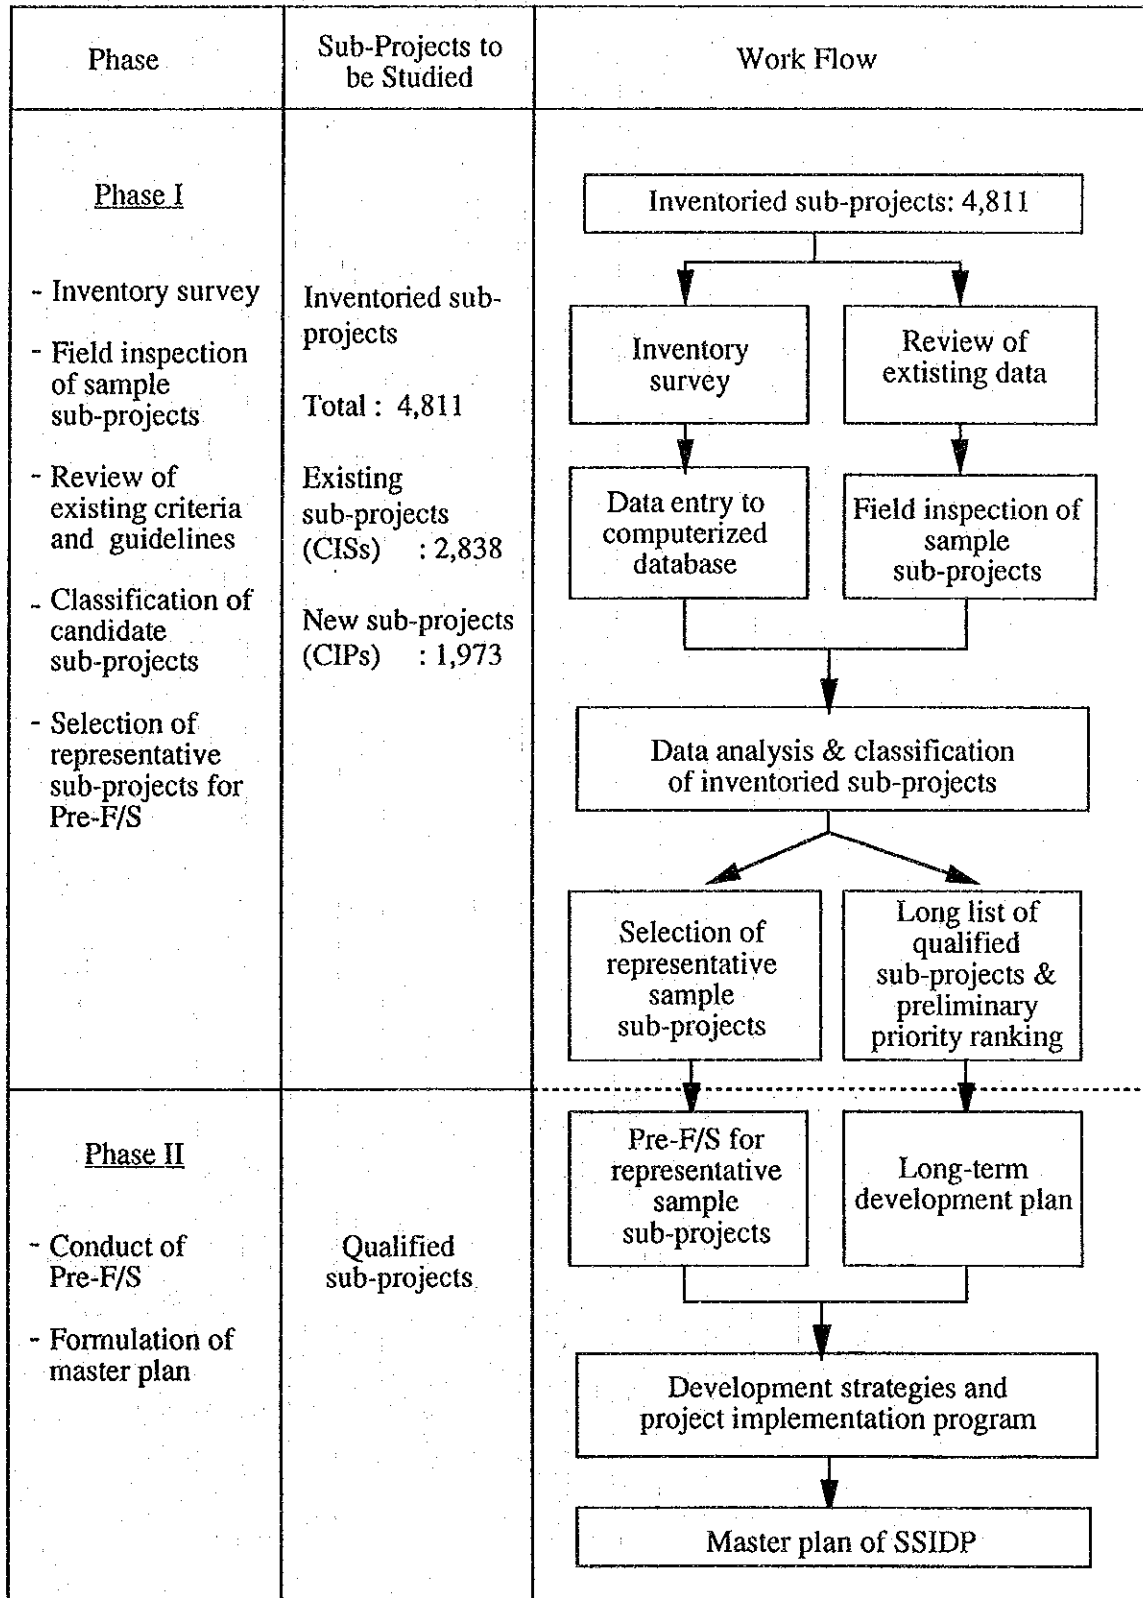 Phase
Sub-Projects to
be Studied
Work Flow
Phase I
- Inventory survey
- Field inspection
of sample
sub-projects
- Review of
existing criteria
and guidelines
- Classification of
candidate
sub-projects
- Selection of
representative
sub-projects for
Pre-F/S
Inventoried sub-
projects
Total : 4,811
Existing
sub-projects
(CISs) : 2,838
New sub-projects
(CIPs) : 1,973
Inventoried sub-projects: 4,811
Inventory
survey
Review of
extisting data
Data entry to
computerized
database
Field inspection of
sample
sub-projects
Data analysis & classification
of inventoried sub-projects
Selection of
representative
sample
sub-projects
Long list of
qualified
sub-projects &
preliminary
priority ranking
Phase II
- Conduct of
Pre-F/S
- Formulation of
master plan
Qualified
sub-projects
Pre-F/S for
representative
sample
sub-projects
Long-term
development plan
Development strategies and
project implementation program
Master plan of SSIDP